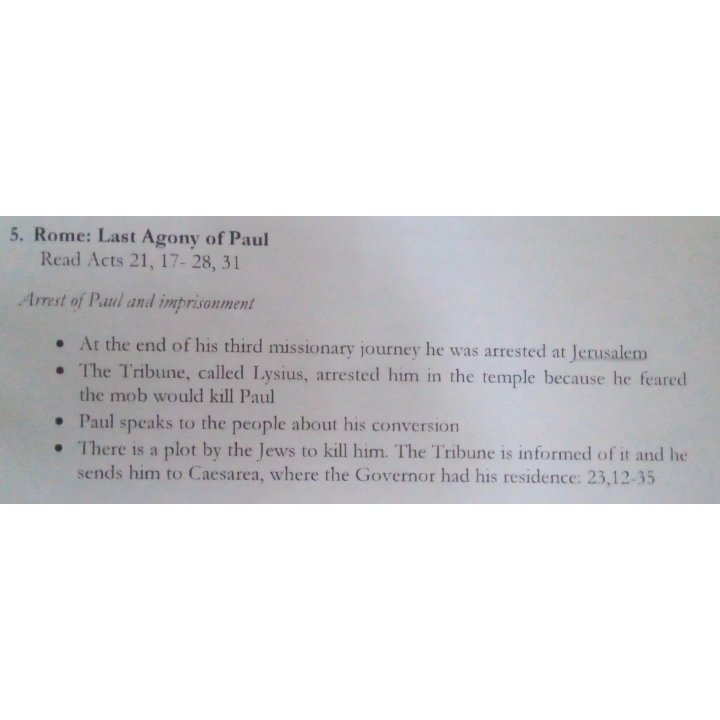 5. Rome: Last Agony of Paul
Read Acts 21, 17- 28, 31
Arrest of Paul and imprisonment
• At the end of his third missionary journey he was arrested at Jerusalem
• The Tribune, called Lysius, arrested him in the temple because he feared
the mob would kill Paul
• Paul speaks to the people about his conversion
• There is a plot by the Jews to kill him. The Tribune is informed of it and he
sends him to Caesarea, where the Governor had his residence: 23,12-35